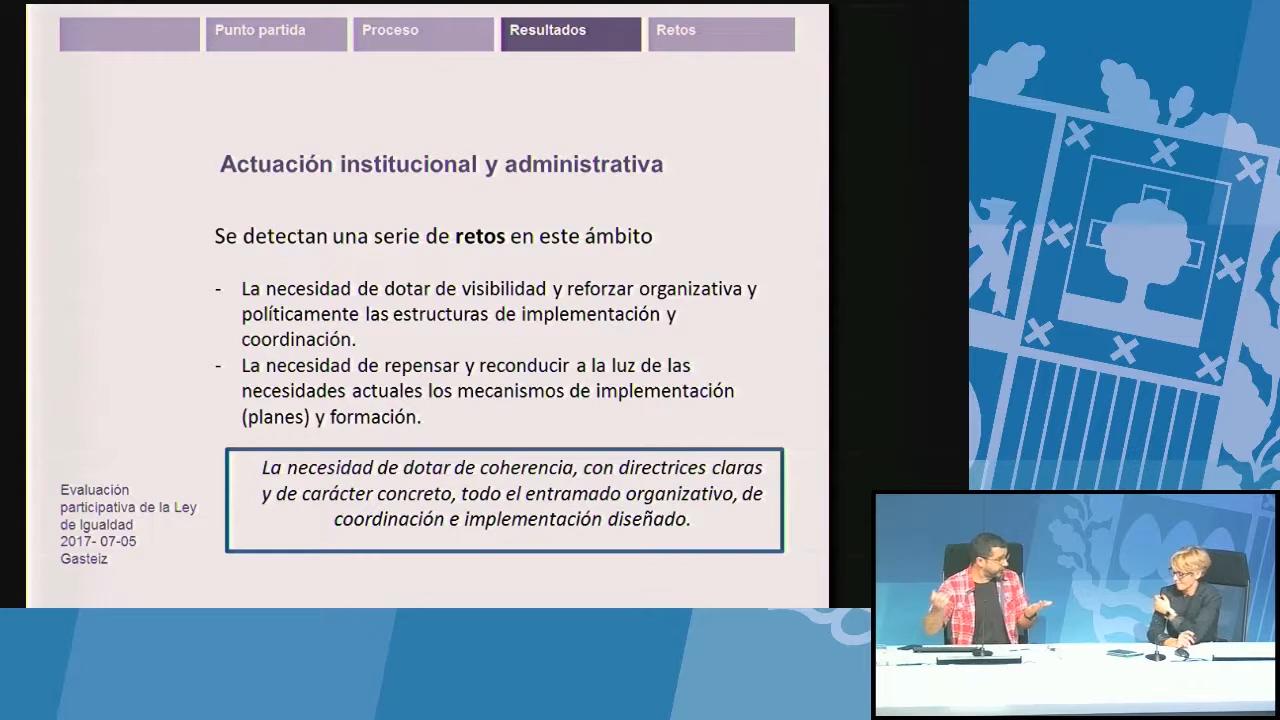 Punto partida
Proceso
Resultados
Retos
Actuación institucional y administrativa
Se detectan una serie de retos en este ámbito
- La necesidad de dotar de visibilidad y reforzar organizativa y
políticamente las estructuras de implementación y
coordinación.
- La necesidad de repensar y reconducir a la luz de las
necesidades actuales los mecanismos de implementación
(planes) y formación.
La necesidad de dotar de coherencia, con directrices claras
y de carácter concreto, todo el entramado organizativo, de
coordinación e implementación diseñado.
Evaluación
participativa de la Ley
de Igualdad
2017- 07-05
Gasteiz